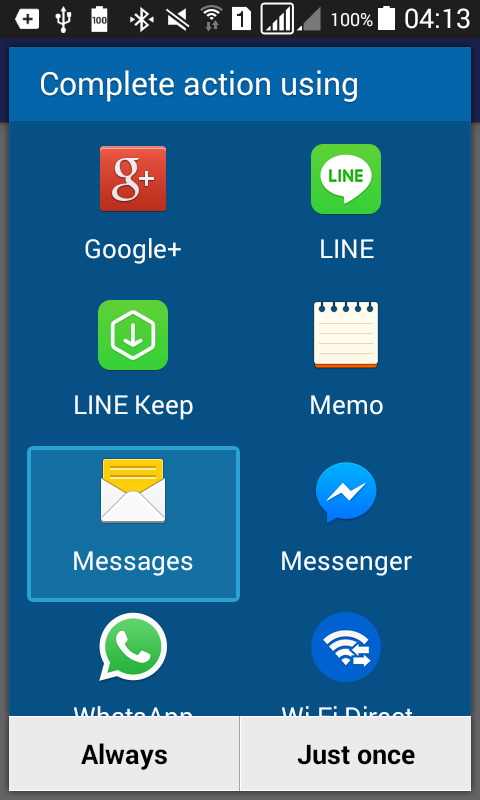 100
1
100%
04:13
Complete action using
g+
LINE
Google+
LINE
LINE Keep
Memo
Messages
Messenger
WhatsApp
Wi-Fi Direct
Always
Just once